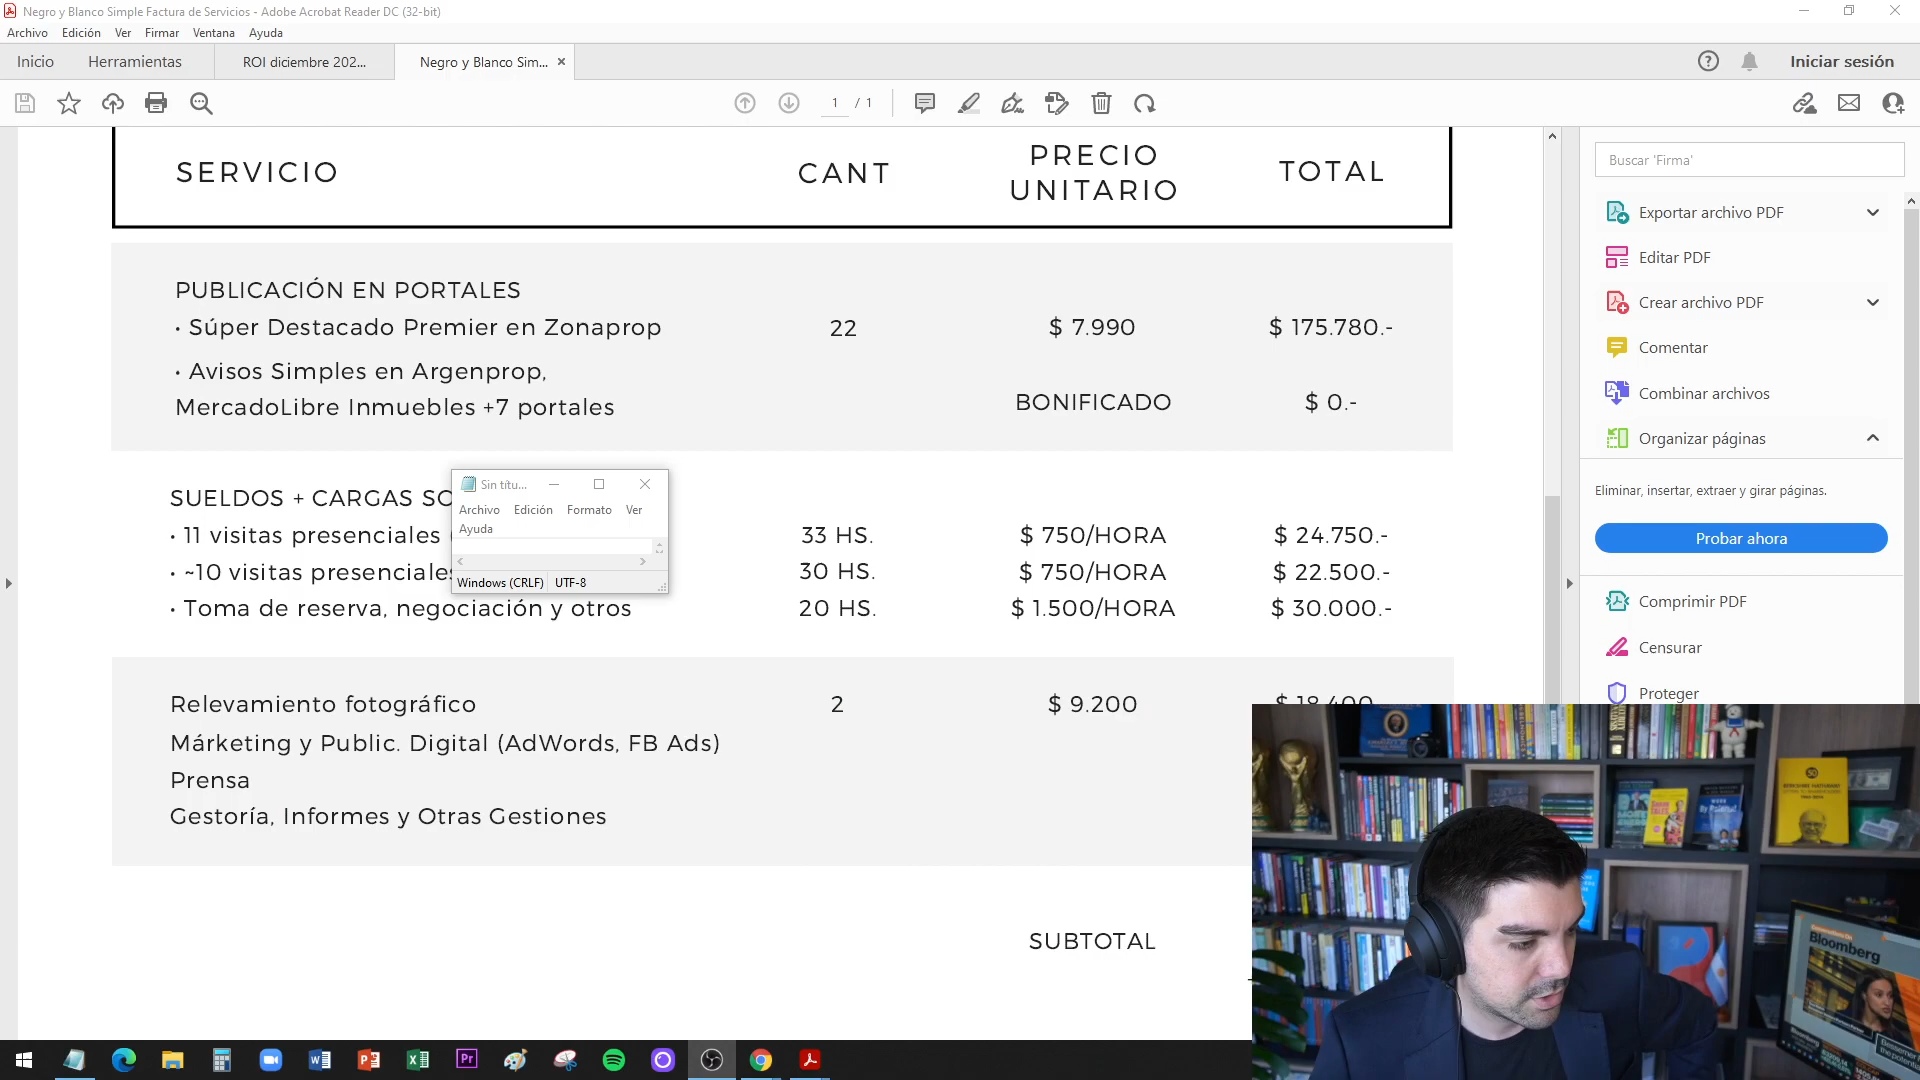 Negro y Blanco Simple Factura de Servicios - Adobe Acrobat Reader DC (32-bit)
Archivo Edición Ver Firmar Ventana Ayuda
Inicio Herramientas ROI diciembre 202... Negro y Blanco Sim... Iniciar sesión
1 / 1
SERVICIO CANT PRECIO UNITARIO TOTAL
PUBLICACIÓN EN PORTALES
• Súper Destacado Premier en Zonaprop 22 $ 7.990 $ 175.780.-
• Avisos Simples en Argenprop,
MercadoLibre Inmuebles +7 portales BONIFICADO $ 0.-
SUELDOS + CARGAS SO
• 11 visitas presenciales 33 HS. $ 750/HORA $ 24.750.-
• ~10 visitas presenciales 30 HS. $ 750/HORA $ 22.500.-
• Toma de reserva, negociación y otros 20 HS. $ 1.500/HORA $ 30.000.-
Sin títu...
Archivo Edición Formato Ver
Ayuda
Windows (CRLF) UTF-8
Relevamiento fotográfico 2 $ 9.200 $ 18.400
Márketing y Public. Digital (AdWords, FB Ads)
Prensa
Gestoría, Informes y Otras Gestiones
SUBTOTAL
Buscar 'Firma'
Exportar archivo PDF
Editar PDF
Crear archivo PDF
Comentar
Combinar archivos
Organizar páginas
Eliminar, insertar, extraer y girar páginas.
Probar ahora
Comprimir PDF
Censurar
Proteger
Bloomberg